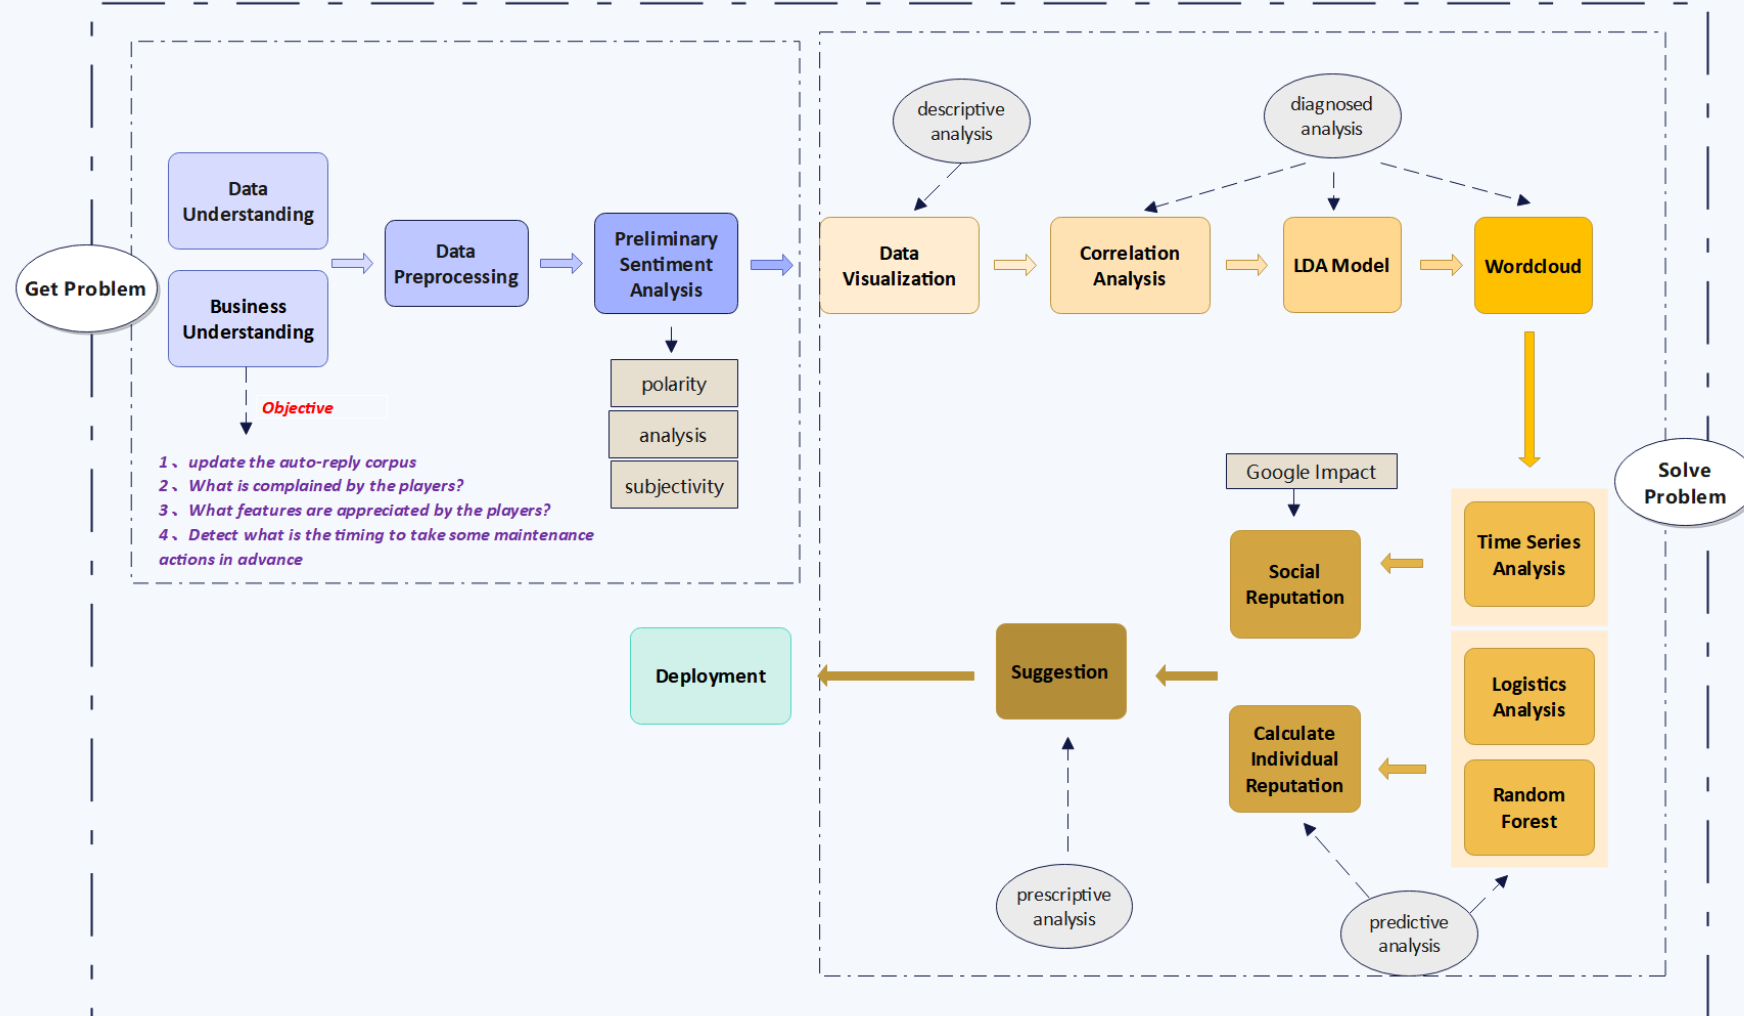 Get Problem
Data
Understanding
Business
Understanding
Objective
1、update the auto-reply corpus
2、What is complained by the players?
3、What features are appreciated by the players?
4、Detect what is the timing to take some maintenance
actions in advance
Data
Preprocessing
Preliminary
Sentiment
Analysis
polarity
analysis
subjectivity
descriptive
analysis
diagnosed
analysis
Data
Visualization
Correlation
Analysis
LDA Model
Wordcloud
Solve
Problem
Time Series
Analysis
Logistics
Analysis
Random
Forest
Google Impact
Social
Reputation
Calculate
Individual
Reputation
predictive
analysis
Suggestion
prescriptive
analysis
Deployment